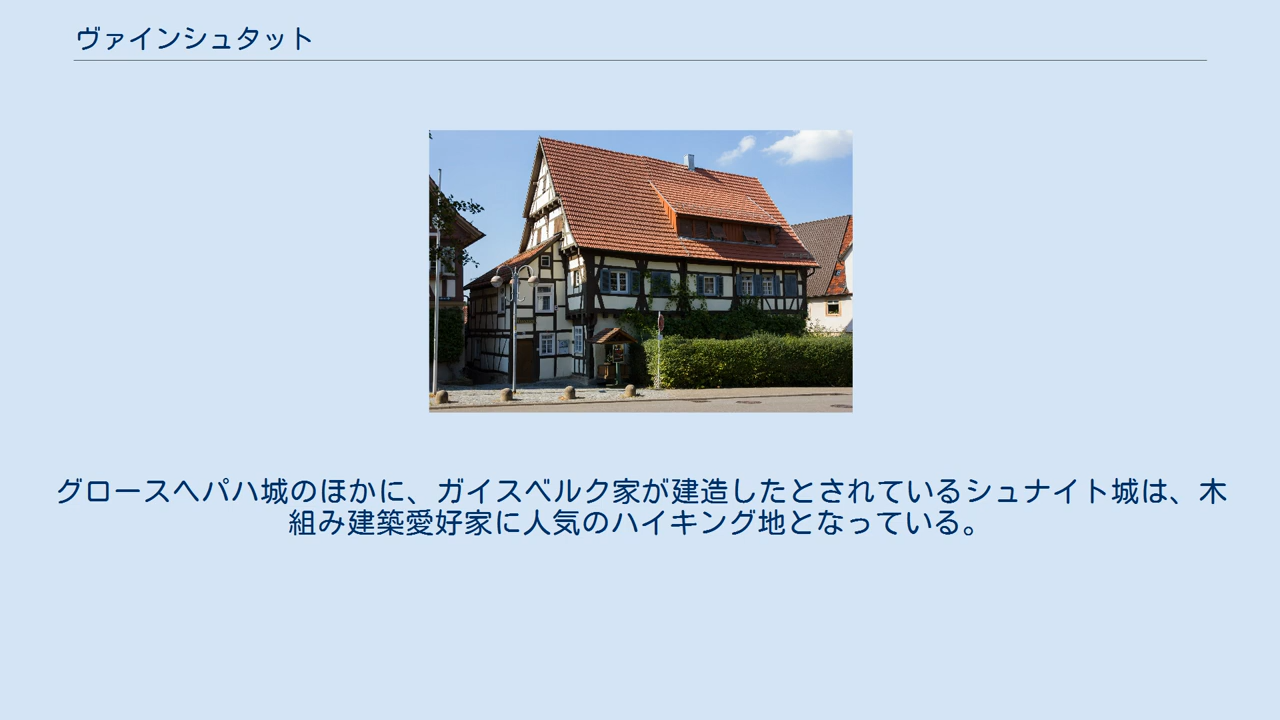 ヴァインシュタット
グロースヘパハ城のほかに、ガイスベルク家が建造したとされているシュナイト城は、木
組み建築愛好家に人気のハイキング地となっている。